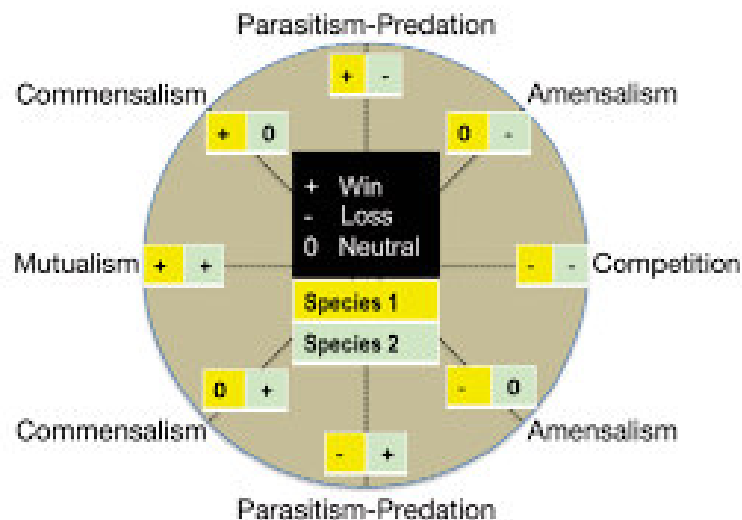 Parasitism-Predation
+ -
Commensalism
Amensalism
+ 0
0 -
+ Win
- Loss
0 Neutral
Mutualism
+ +
- -
Competition
Species 1
Species 2
0 +
- 0
Commensalism
Amensalism
- +
Parasitism-Predation